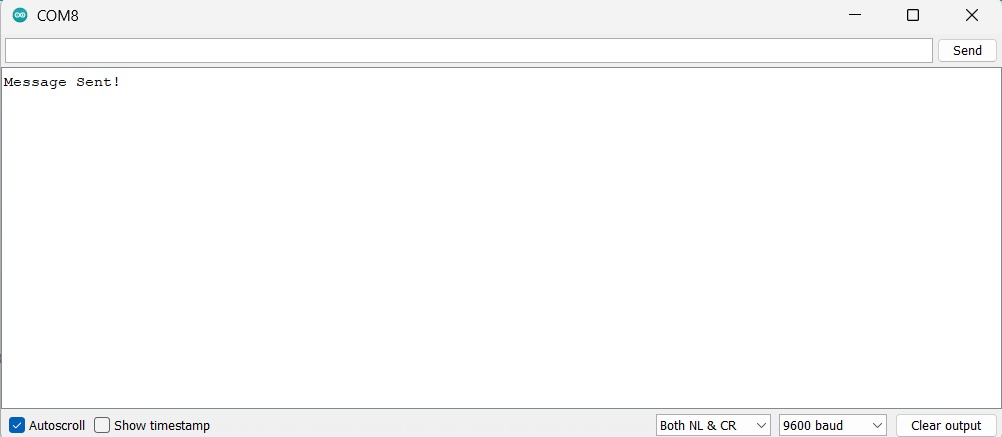 COM8
Send
Message Sent!
Autoscroll Show timestamp Both NL & CR 9600 baud Clear output